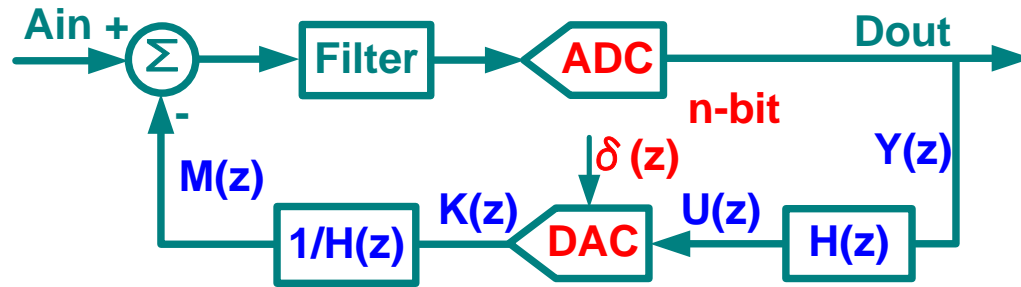 Ain +
Dout
Σ
Filter
ADC
-
n-bit
Y(z)
M(z)
δ (z)
K(z)
U(z)
1/H(z)
DAC
H(z)